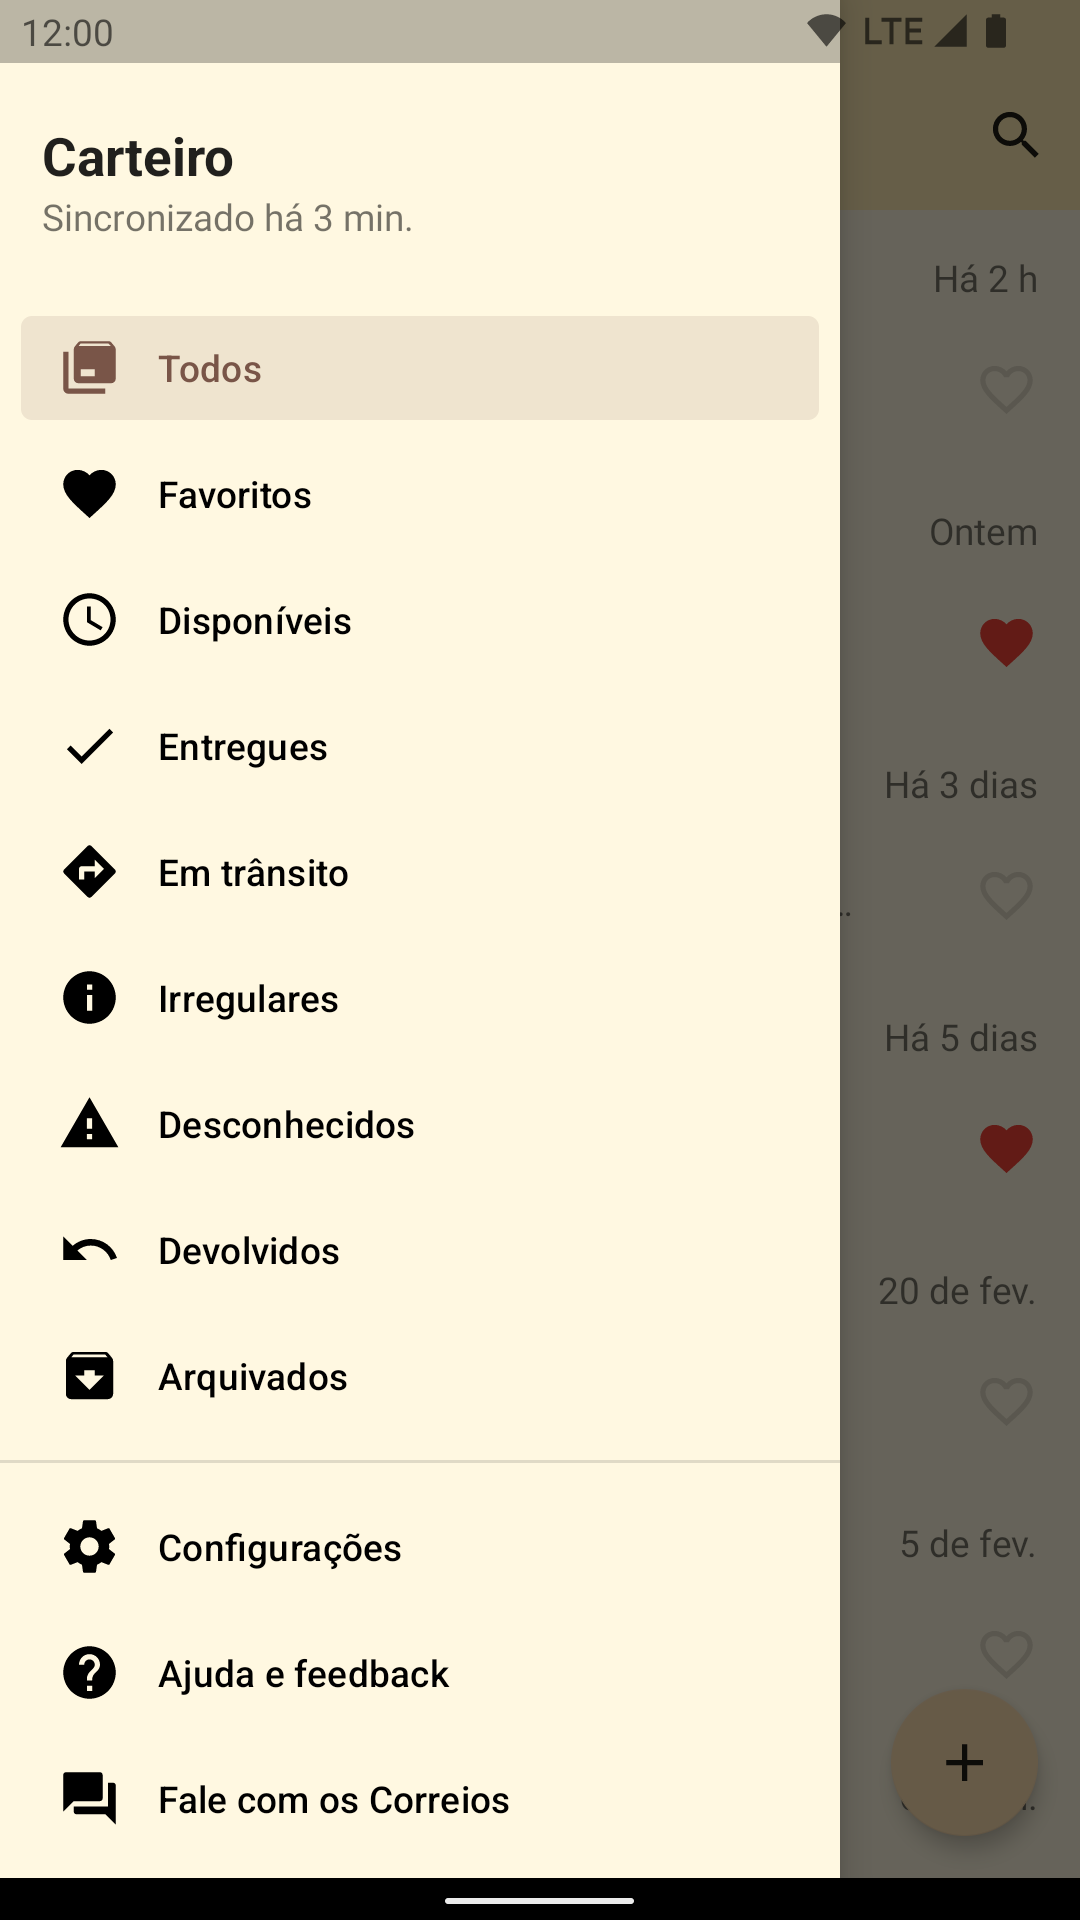 12:00 LTE
Carteiro
Sincronizado há 3 min.
Há 2 h
Todos
Favoritos
Ontem
Disponíveis
Entregues
Há 3 dias
Em trânsito
Irregulares
Há 5 dias
Desconhecidos
Devolvidos
20 de fev.
Arquivados
Configurações
5 de fev.
Ajuda e feedback
Fale com os Correios